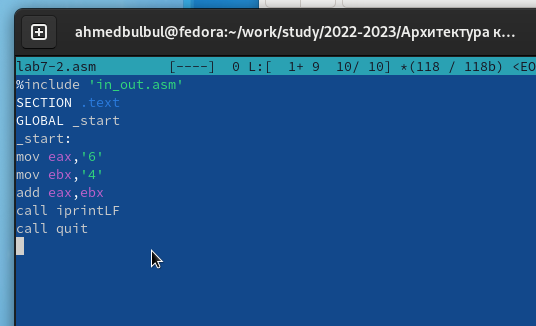 ahmedbulbul@fedora:~/work/study/2022-2023/Архитектура к...
lab7-2.asm [----] 0 L:[ 1+ 9 10/ 10] *(118 / 118b) <EO
%include 'in_out.asm'
SECTION .text
GLOBAL _start
_start:
mov eax,'6'
mov ebx,'4'
add eax,ebx
call iprintLF
call quit